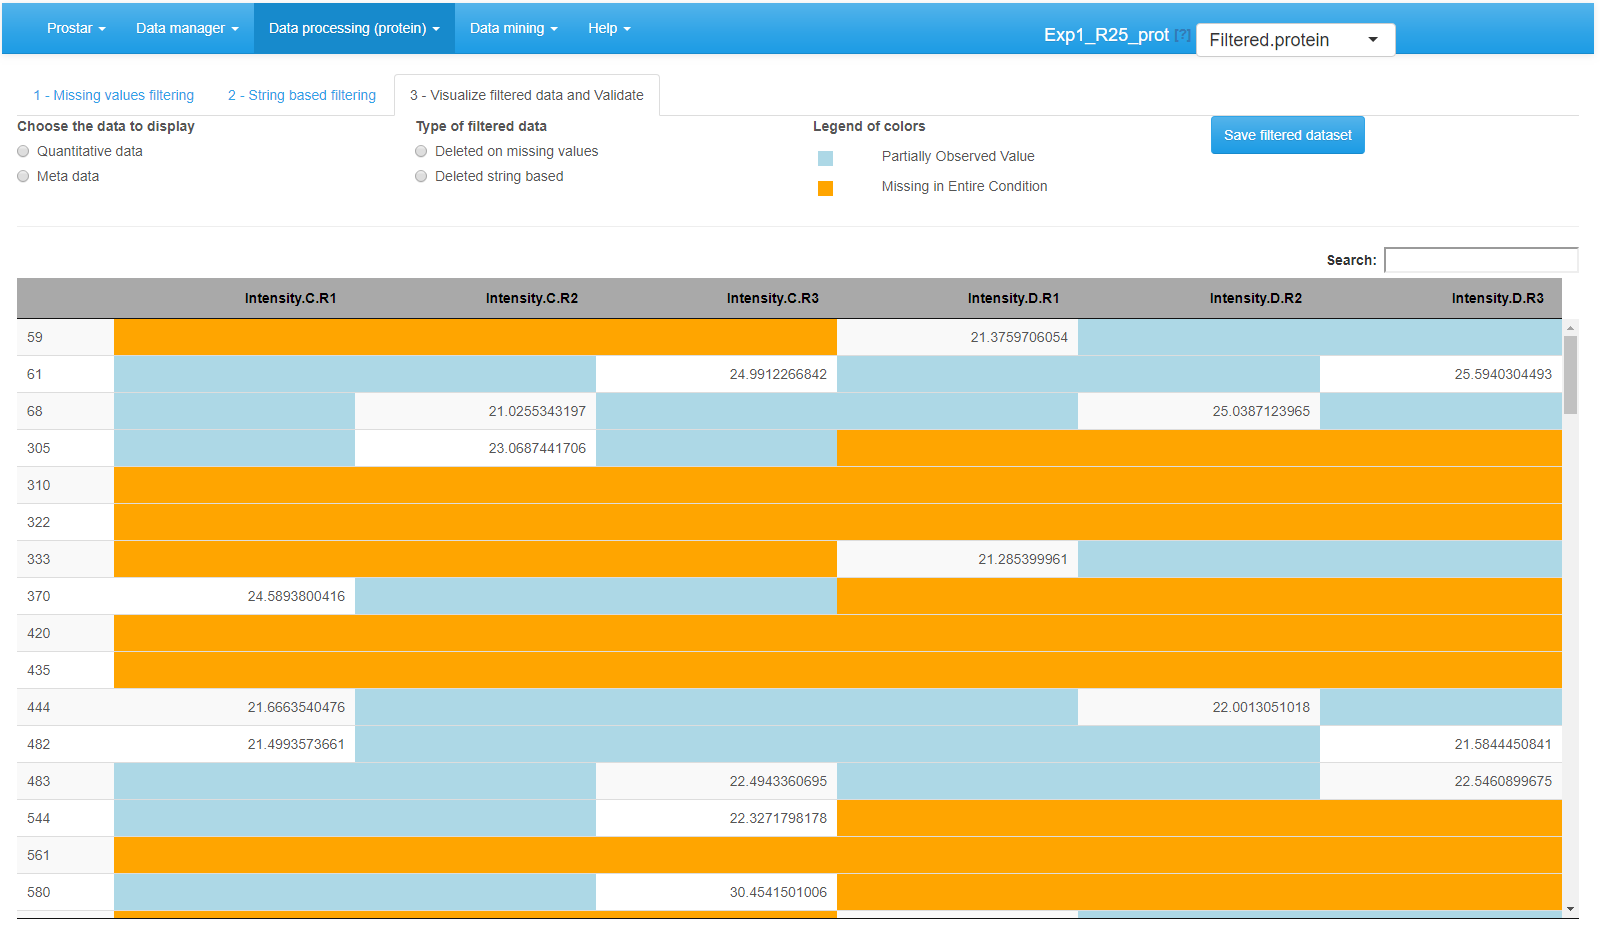 Prostar Data manager Data processing (protein) Data mining Help Exp1_R25_prot [?] Filtered.protein
1 - Missing values filtering 2 - String based filtering 3 - Visualize filtered data and Validate
Choose the data to display Type of filtered data Legend of colors Save filtered dataset
Quantitative data Deleted on missing values Partially Observed Value
Meta data Deleted string based Missing in Entire Condition
Search:
Intensity.C.R1 Intensity.C.R2 Intensity.C.R3 Intensity.D.R1 Intensity.D.R2 Intensity.D.R3
59 21.3759706054
61 24.9912266842 25.5940304493
68 21.0255343197 25.0387123965
305 23.0687441706
310
322
333 21.285399961
370 24.5893800416
420
435
444 21.6663540476 22.0013051018
482 21.4993573661 21.5844450841
483 22.4943360695 22.5460899675
544 22.3271798178
561
580 30.4541501006